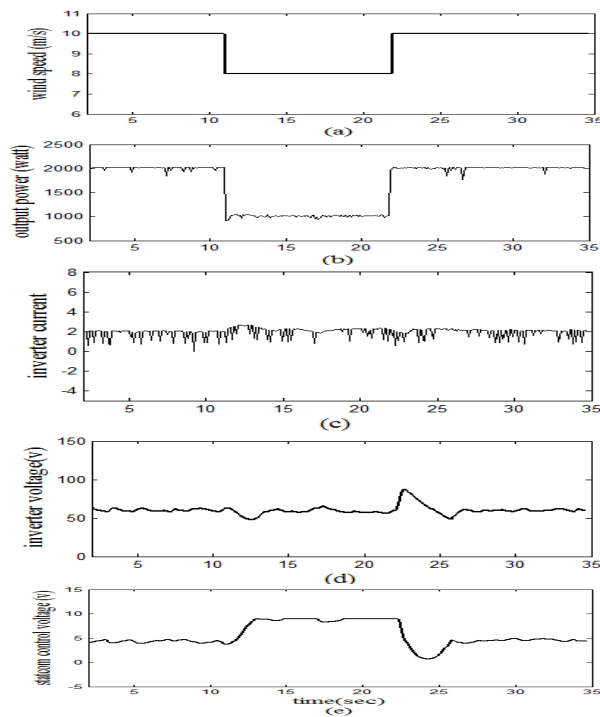 wind speed (m/s)
11
10
9
8
7
6
5 10 15 20 25 30 35
(a)
output power (watt)
2500
2000
1500
1000
500
5 10 15 20 25 30 35
(b)
inverter current
8
6
4
2
0
-2
-4
5 10 15 20 25 30 35
(c)
inverter voltage(v)
150
100
50
0
5 10 15 20 25 30 35
(d)
statcom control voltage (v)
15
10
5
0
-5
5 10 15 20 25 30 35
time(sec)
(e)